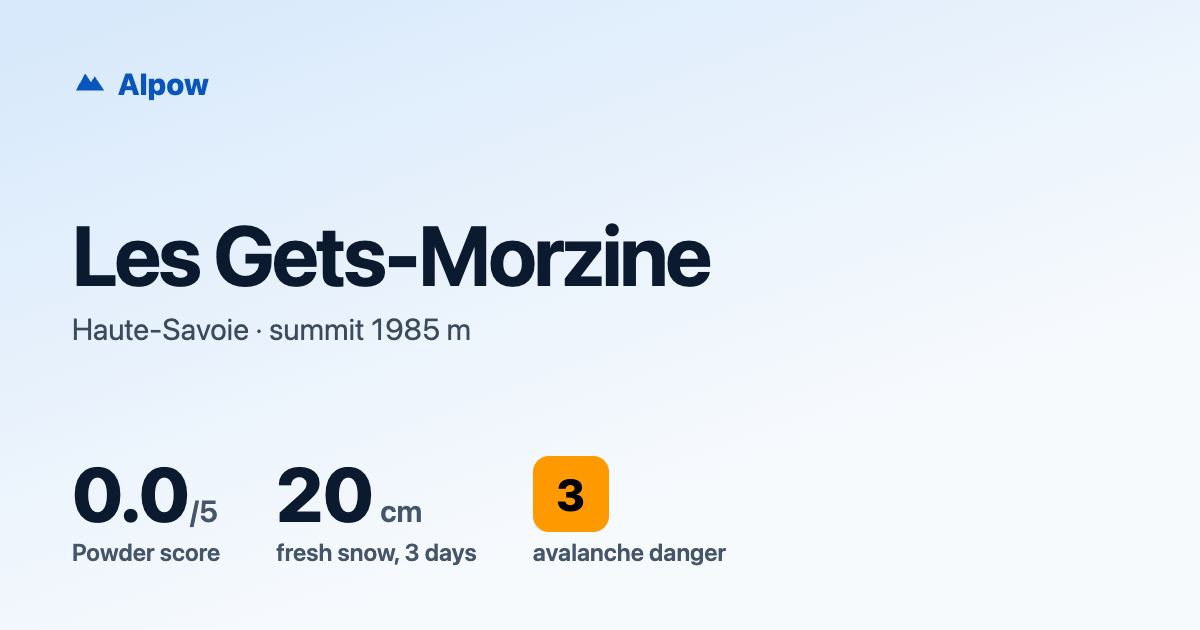 Alpow
Les Gets-Morzine
Haute-Savoie · summit 1985 m
0.0/5
Powder score
20 cm
fresh snow, 3 days
3
avalanche danger